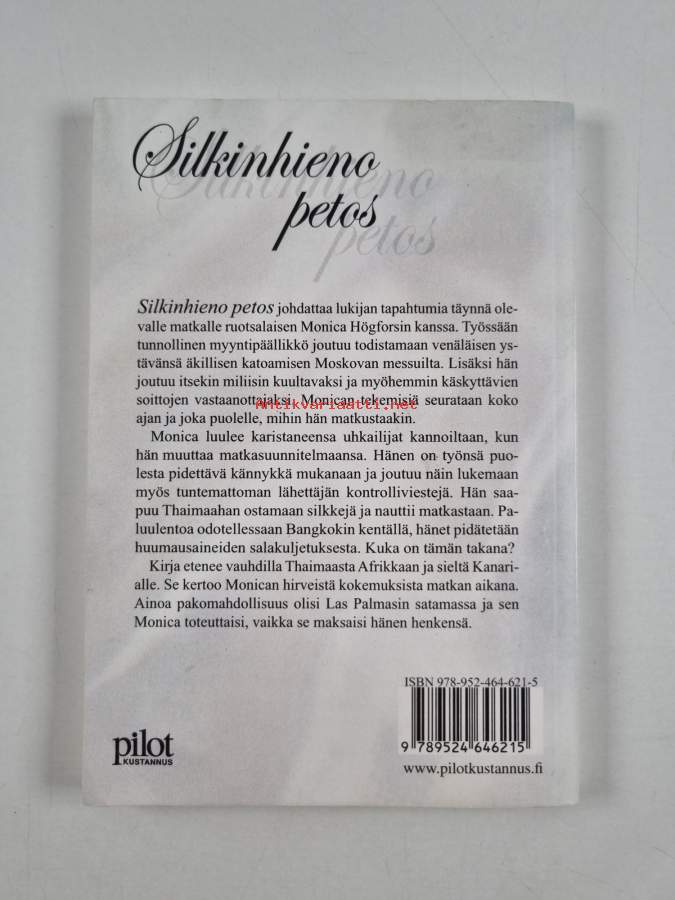 Silkinhieno
petos
Silkinhieno petos johdattaa lukijan tapahtumia täynnä ole-
valle matkalle ruotsalaisen Monica Högforsin kanssa. Työssään
tunnollinen myyntipäällikkö joutuu todistamaan venäläisen ys-
tävänsä äkillisen katoamisen Moskovan messuilta. Lisäksi hän
joutuu itsekin miliisin kuultavaksi ja myöhemmin käskyttävien
soittojen vastaanottajaksi. Monican tekemisiä seurataan koko
antikvariaatti.net
ajan ja joka puolelle, mihin hän matkustaakin.
Monica luulee karistaneensa uhkailijat kannoiltaan, kun
hän muuttaa matkasuunnitelmaansa. Hänen on työnsä puo-
lesta pidettävä kännykkä mukanaan ja joutuu näin lukemaan
myös tuntemattoman lähettäjän kontrolliviestejä. Hän saa-
puu Thaimaahan ostamaan silkkejä ja nauttii matkastaan. Pa-
luulentoa odotellessaan Bangkokin kentällä, hänet pidätetään
huumausaineiden salakuljetuksesta. Kuka on tämän takana?
Kirja etenee vauhdilla Thaimaasta Afrikkaan ja sieltä Kanari-
alle. Se kertoo Monican hirveistä kokemuksista matkan aikana.
Ainoa pakomahdollisuus olisi Las Palmasin satamassa ja sen
Monica toteuttaisi, vaikka se maksaisi hänen henkensä.
ISBN 978-952-464-621-5
9 789524 646215
www.pilotkustannus.fi
pilot
KUSTANNUS